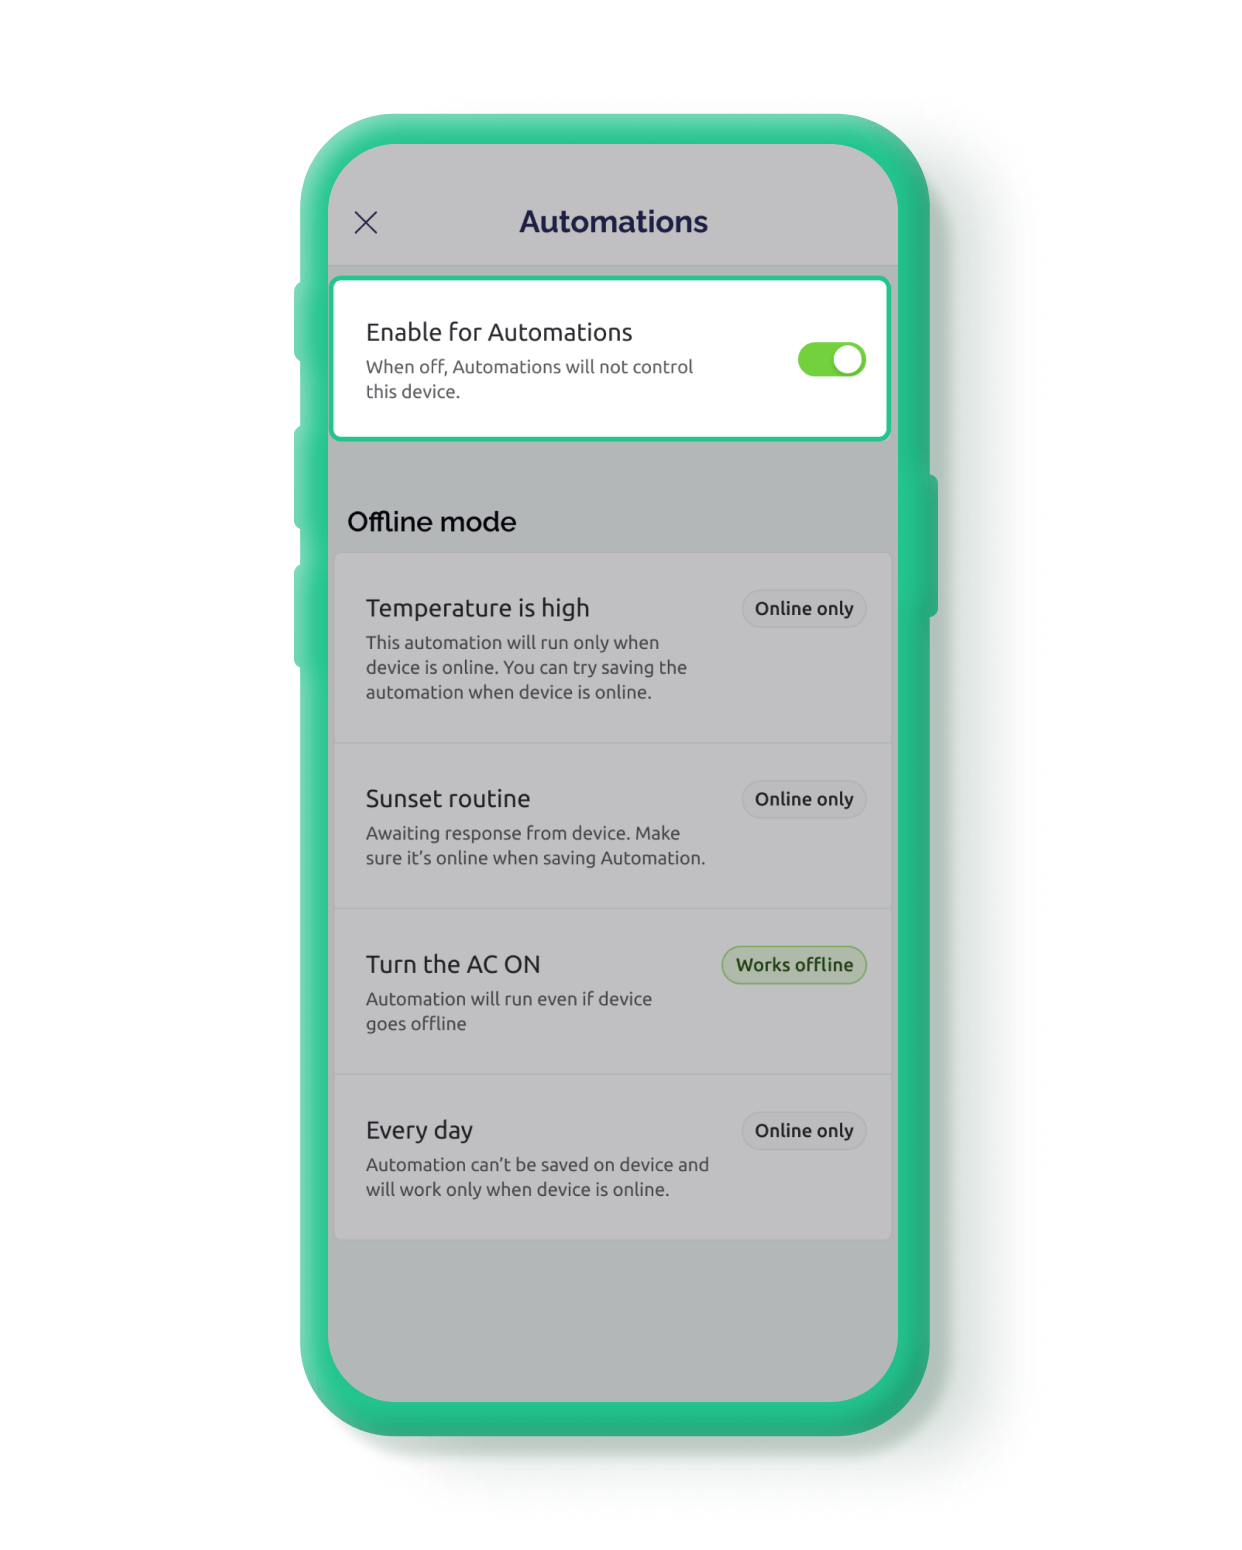 Automations
Enable for Automations
When off, Automations will not control
this device.
Offline mode
Temperature is high
Online only
This automation will run only when
device is online. You can try saving the
automation when device is online.
Sunset routine
Online only
Awaiting response from device. Make
sure it’s online when saving Automation.
Turn the AC ON
Works offline
Automation will run even if device
goes offline
Every day
Online only
Automation can’t be saved on device and
will work only when device is online.